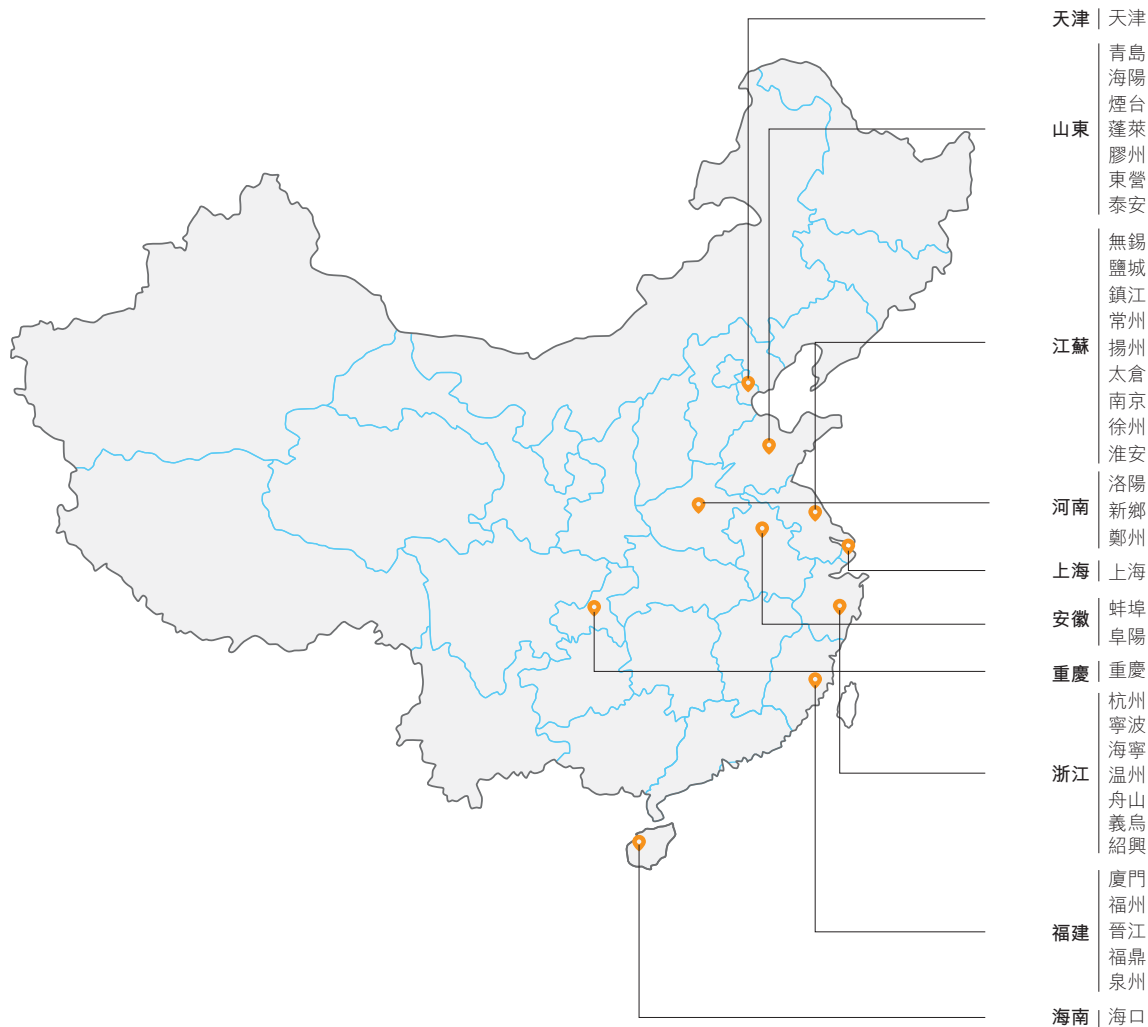 天津 天津
青島
海陽
煙台
山東 蓬萊
膠州
東營
泰安
無錫
鹽城
鎮江
常州
江蘇 揚州
太倉
南京
徐州
淮安
洛陽
河南 新鄉
鄭州
上海 上海
安徽 蚌埠
阜陽
重慶 重慶
杭州
寧波
海寧
浙江 温州
舟山
義烏
紹興
廈門
福州
福建 晉江
福鼎
泉州
海南 海口